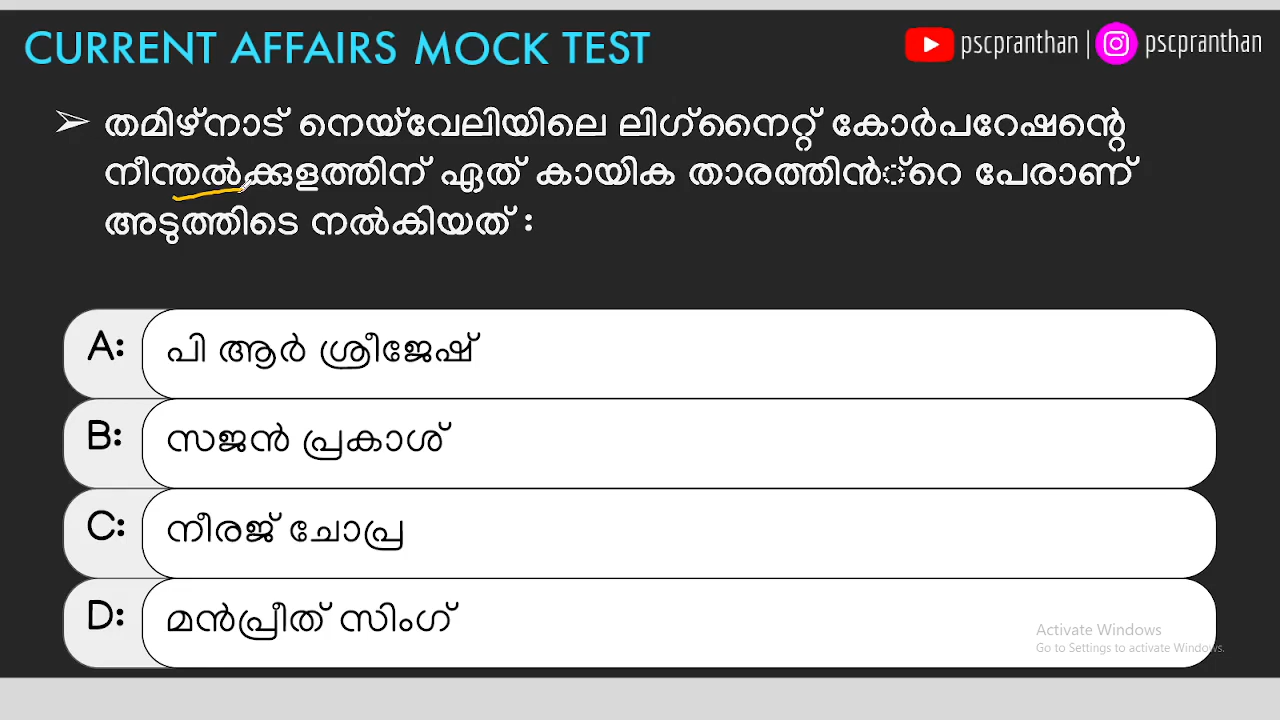 CURRENT AFFAIRS MOCK TEST
pscpranthan | pscpranthan
➢ തമിഴ്നാട് നെയ്‌വേലിയിലെ ലിഗ്നൈറ്റ് കോർപറേഷന്റെ
നീന്തൽക്കുളത്തിന് ഏത് കായിക താരത്തിൻ്റെ പേരാണ്
അടുത്തിടെ നൽകിയത് :
A: പി ആർ ശ്രീജേഷ്
B: സജൻ പ്രകാശ്
C: നീരജ് ചോപ്ര
D: മൻപ്രീത് സിംഗ്
Activate Windows
Go to Settings to activate Windows.